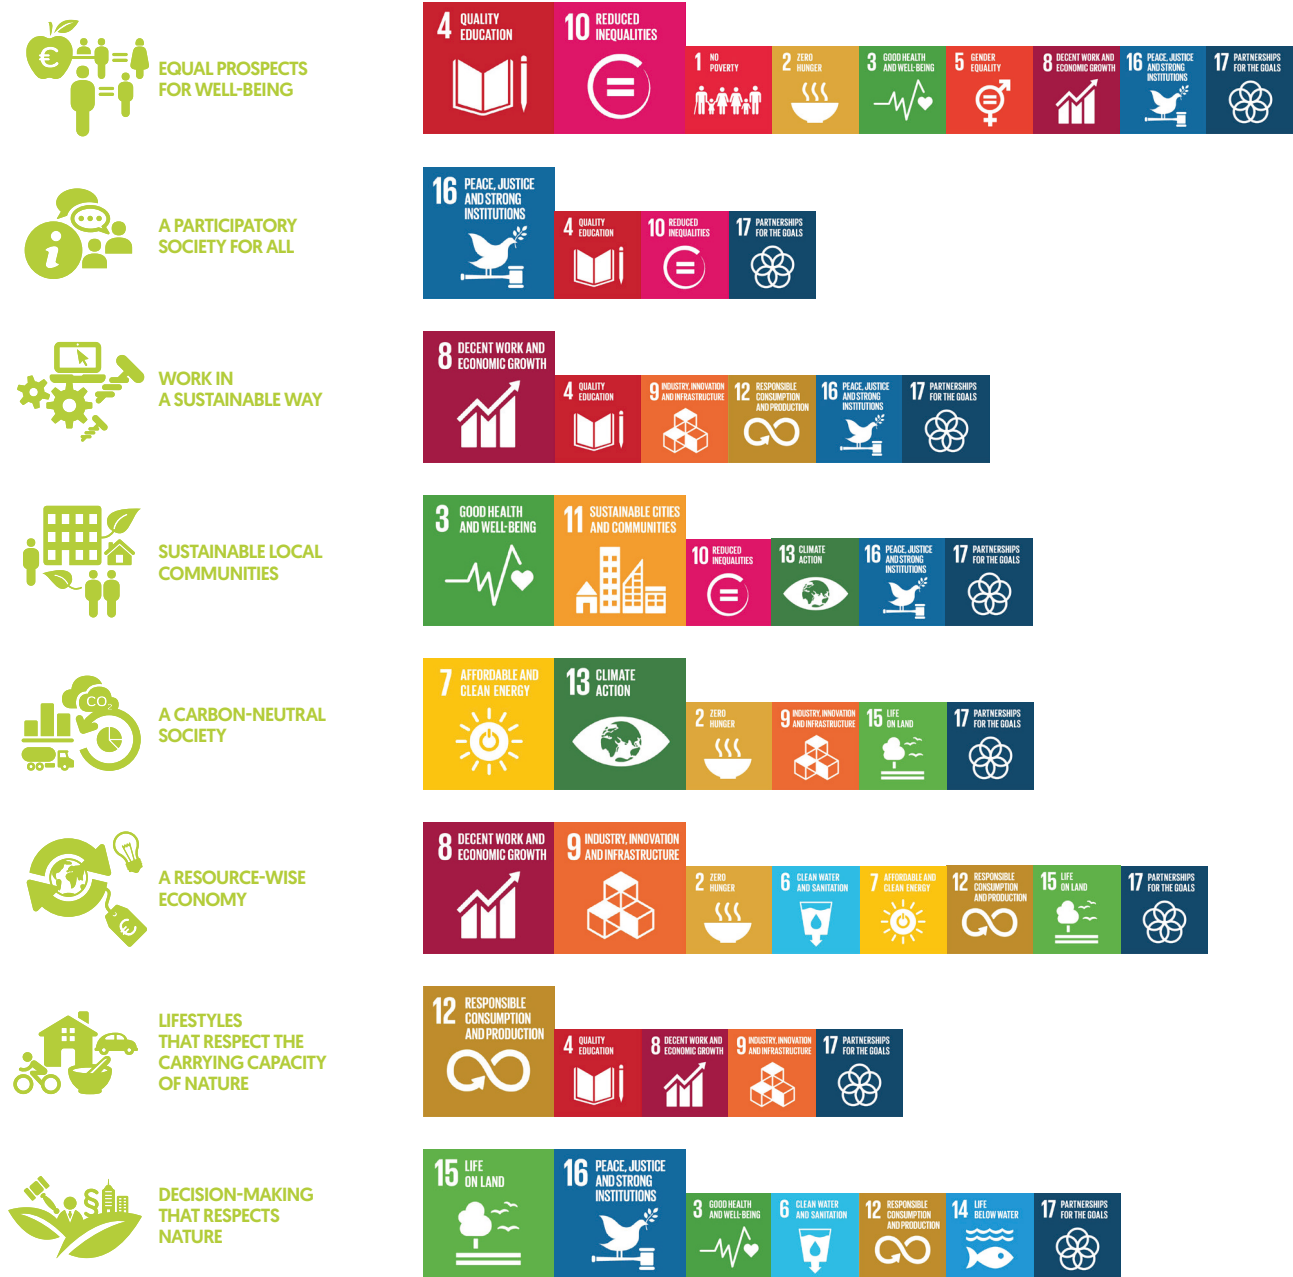 EQUAL PROSPECTS
FOR WELL-BEING
€
4 QUALITY
EDUCATION
10 REDUCED
INEQUALITIES
1 NO
POVERTY
2 ZERO
HUNGER
3 GOOD HEALTH
AND WELL-BEING
5 GENDER
EQUALITY
8 DECENT WORK AND
ECONOMIC GROWTH
16 PEACE, JUSTICE
AND STRONG
INSTITUTIONS
17 PARTNERSHIPS
FOR THE GOALS
i
A PARTICIPATORY
SOCIETY FOR ALL
16 PEACE, JUSTICE
AND STRONG
INSTITUTIONS
4 QUALITY
EDUCATION
10 REDUCED
INEQUALITIES
17 PARTNERSHIPS
FOR THE GOALS
WORK IN
A SUSTAINABLE WAY
8 DECENT WORK AND
ECONOMIC GROWTH
4 QUALITY
EDUCATION
9 INDUSTRY, INNOVATION
AND INFRASTRUCTURE
12 RESPONSIBLE
CONSUMPTION
AND PRODUCTION
16 PEACE, JUSTICE
AND STRONG
INSTITUTIONS
17 PARTNERSHIPS
FOR THE GOALS
SUSTAINABLE LOCAL
COMMUNITIES
3 GOOD HEALTH
AND WELL-BEING
11 SUSTAINABLE CITIES
AND COMMUNITIES
10 REDUCED
INEQUALITIES
13 CLIMATE
ACTION
16 PEACE, JUSTICE
AND STRONG
INSTITUTIONS
17 PARTNERSHIPS
FOR THE GOALS
CO₂
A CARBON-NEUTRAL
SOCIETY
7 AFFORDABLE AND
CLEAN ENERGY
13 CLIMATE
ACTION
2 ZERO
HUNGER
9 INDUSTRY, INNOVATION
AND INFRASTRUCTURE
15 LIFE
ON LAND
17 PARTNERSHIPS
FOR THE GOALS
€
A RESOURCE-WISE
ECONOMY
8 DECENT WORK AND
ECONOMIC GROWTH
9 INDUSTRY, INNOVATION
AND INFRASTRUCTURE
2 ZERO
HUNGER
6 CLEAN WATER
AND SANITATION
7 AFFORDABLE AND
CLEAN ENERGY
12 RESPONSIBLE
CONSUMPTION
AND PRODUCTION
15 LIFE
ON LAND
17 PARTNERSHIPS
FOR THE GOALS
LIFESTYLES
THAT RESPECT THE
CARRYING CAPACITY
OF NATURE
12 RESPONSIBLE
CONSUMPTION
AND PRODUCTION
4 QUALITY
EDUCATION
8 DECENT WORK AND
ECONOMIC GROWTH
9 INDUSTRY, INNOVATION
AND INFRASTRUCTURE
17 PARTNERSHIPS
FOR THE GOALS
§
DECISION-MAKING
THAT RESPECTS
NATURE
15 LIFE
ON LAND
16 PEACE, JUSTICE
AND STRONG
INSTITUTIONS
3 GOOD HEALTH
AND WELL-BEING
6 CLEAN WATER
AND SANITATION
12 RESPONSIBLE
CONSUMPTION
AND PRODUCTION
14 LIFE
BELOW WATER
17 PARTNERSHIPS
FOR THE GOALS